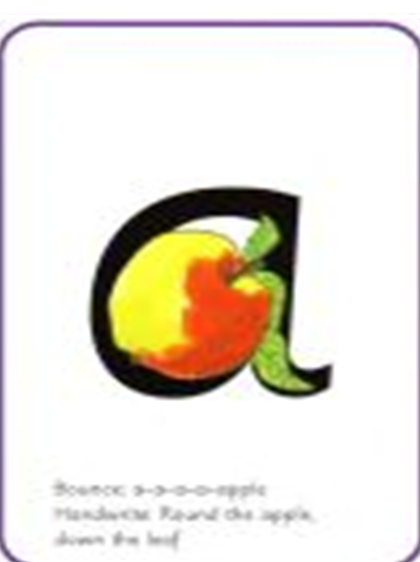 a
Bounce: a-a-a-a-apple
Handwrite: Round the apple,
down the leaf